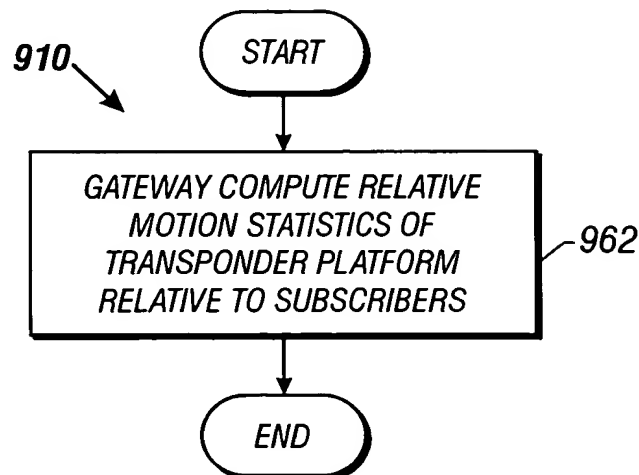 910
START
GATEWAY COMPUTE RELATIVE
MOTION STATISTICS OF
TRANSPONDER PLATFORM
RELATIVE TO SUBSCRIBERS
962
END